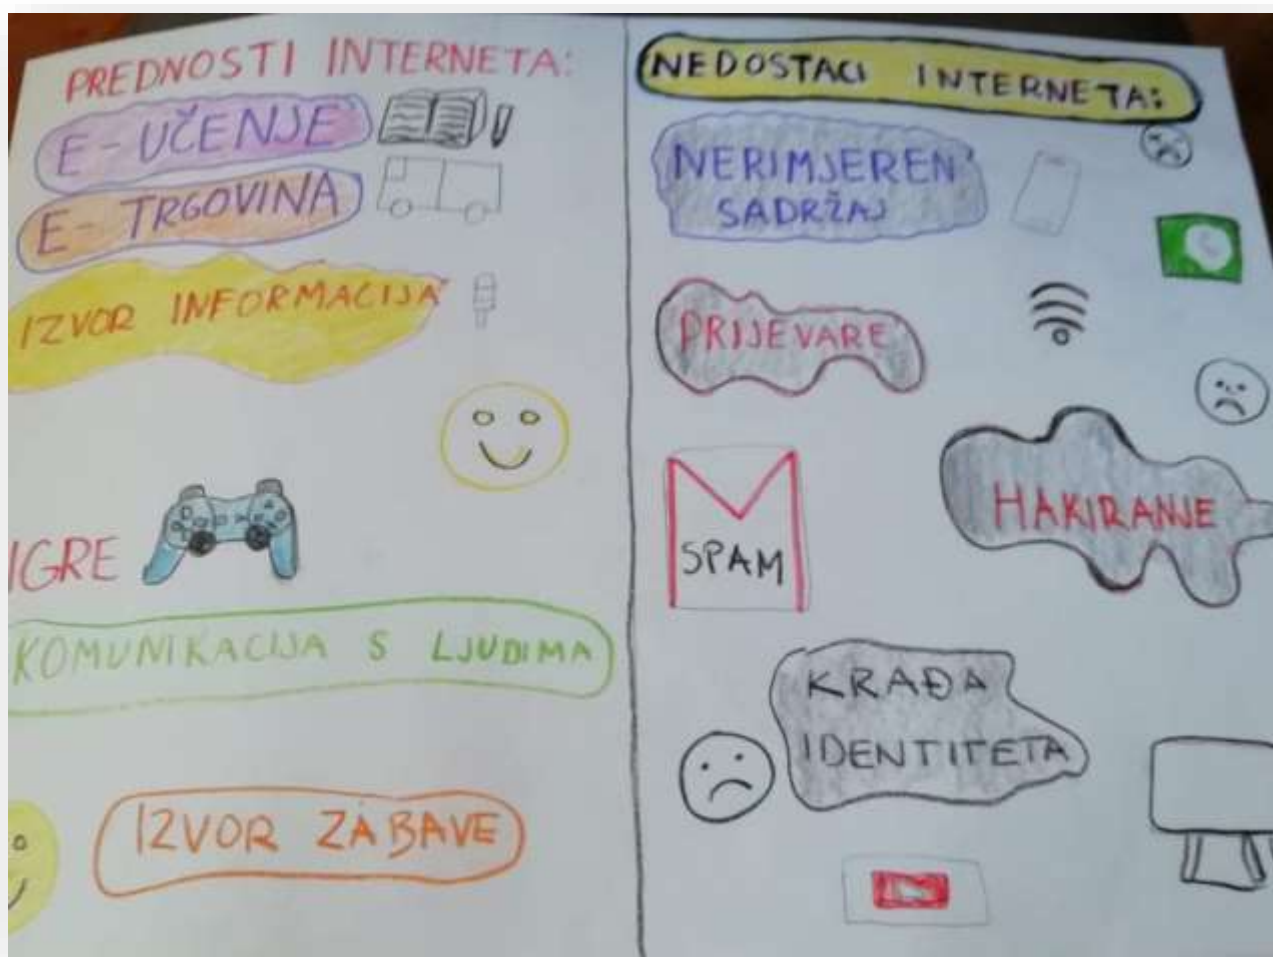 PREDNOSTI INTERNETA:
E-UČENJE
E-TRGOVINA
IZVOR INFORMACIJA
IGRE
KOMUNIKACIJA S LJUDIMA
IZVOR ZABAVE
NEDOSTACI INTERNETA:
NERIMJEREN
SADRŽAJ
PRIJEVARE
HAKIRANJE
SPAM
KRAĐA
IDENTITETA